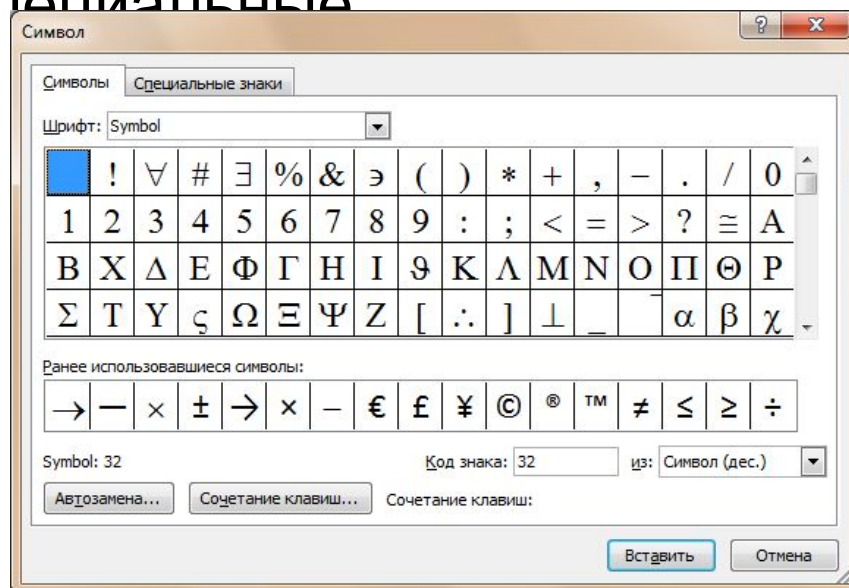 Символ
Символы Специальные знаки
Шрифт: Symbol
! ∀ # ∃ % & ∍ ( ) ∗ + , − . / 0
1 2 3 4 5 6 7 8 9 : ; < = > ? ≅ Α
Β Χ Δ Ε Φ Γ Η Ι ϑ Κ Λ Μ Ν Ο Π Θ Ρ
Σ Τ Υ ς Ω Ξ Ψ Ζ [ ∴ ] ⊥ _ ‾ α β χ
Ранее использовавшиеся символы:
→ — × ± → × – € £ ¥ © ® ™ ≠ ≤ ≥ ÷
Symbol: 32 Код знака: 32 из: Символ (дес.)
Автозамена... Сочетание клавиш... Сочетание клавиш:
Вставить Отмена